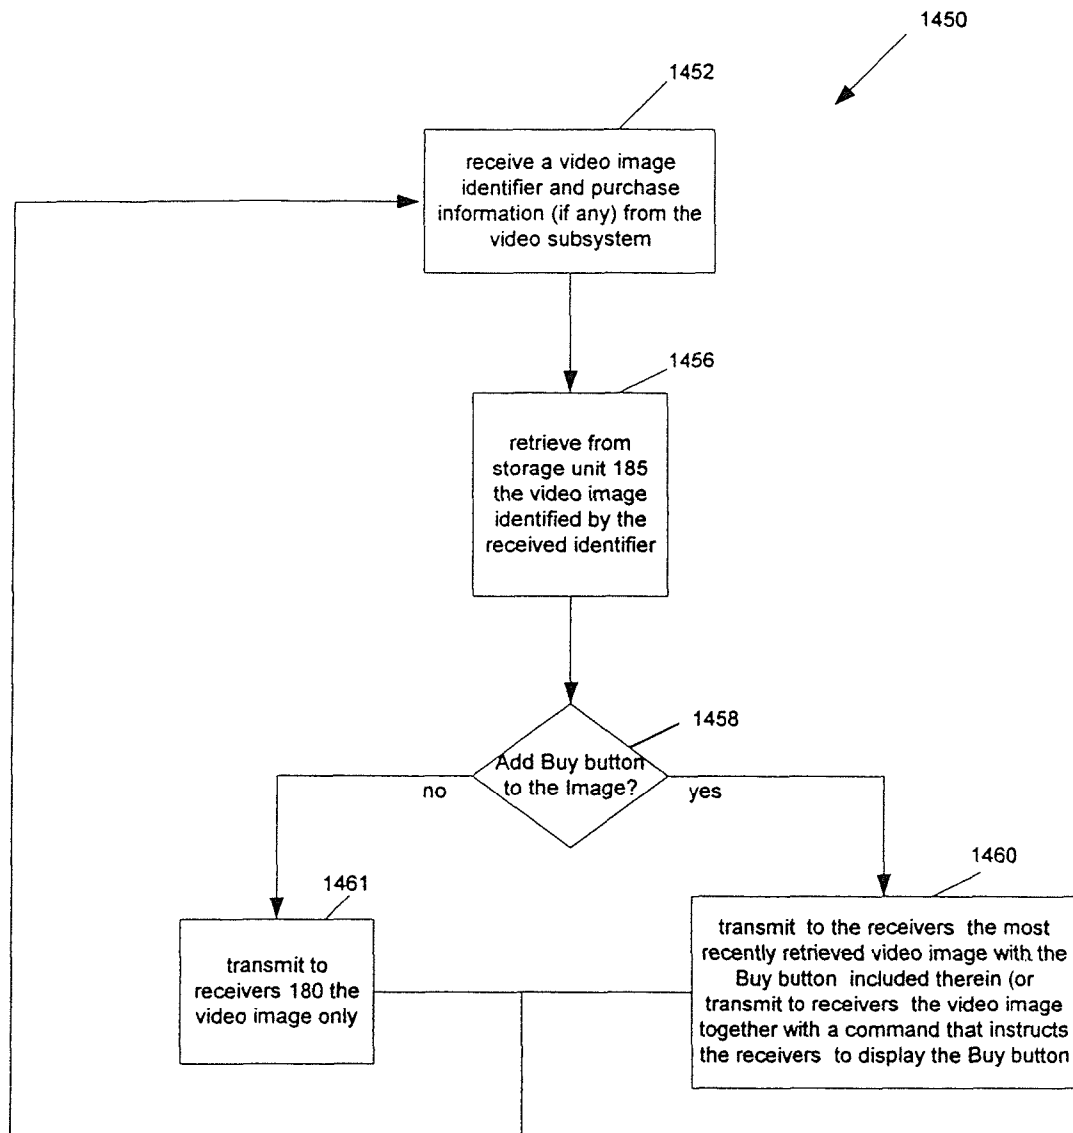 1450
1452
receive a video image
identifier and purchase
information (if any) from the
video subsystem
1456
retrieve from
storage unit 185
the video image
identified by the
received identifier
1458
Add Buy button
to the Image?
no
yes
1461
transmit to
receivers 180 the
video image only
1460
transmit to the receivers the most
recently retrieved video image with the
Buy button included therein (or
transmit to receivers the video image
together with a command that instructs
the receivers to display the Buy button